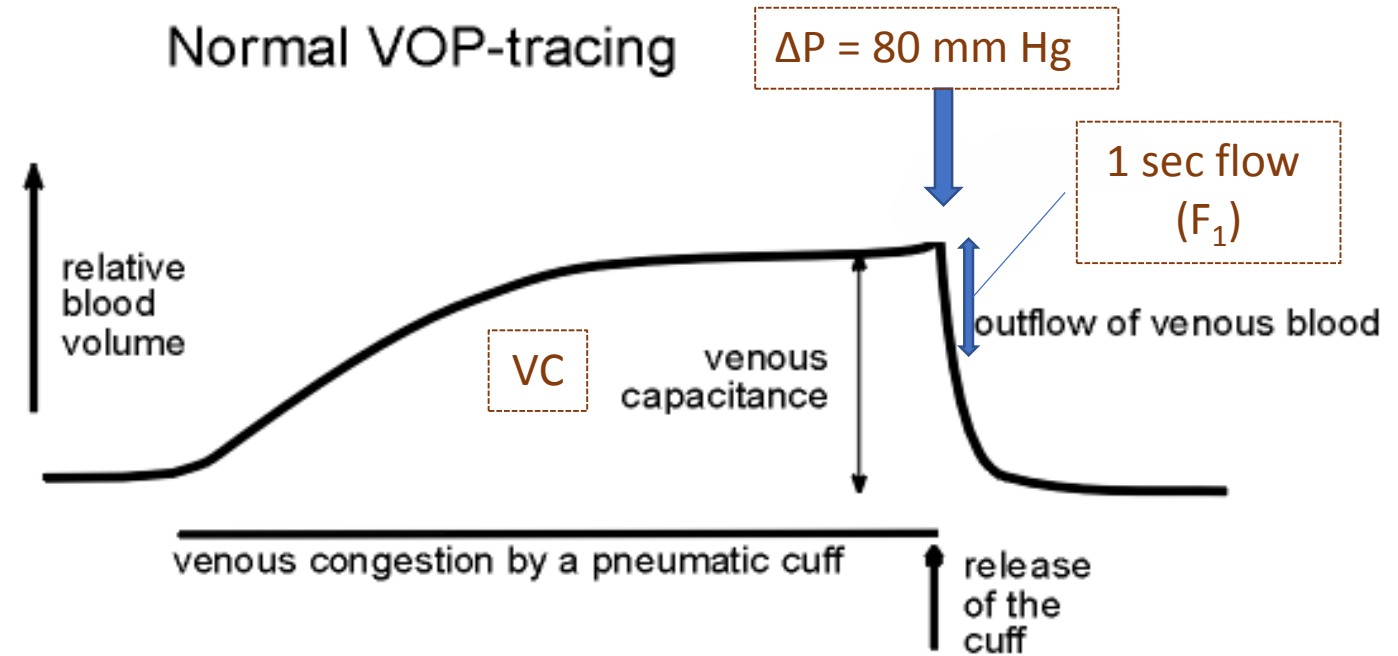 Normal VOP-tracing
ΔP = 80 mm Hg
1 sec flow
(F₁)
relative
blood
volume
VC
venous
capacitance
outflow of venous blood
venous congestion by a pneumatic cuff
release
of the
cuff